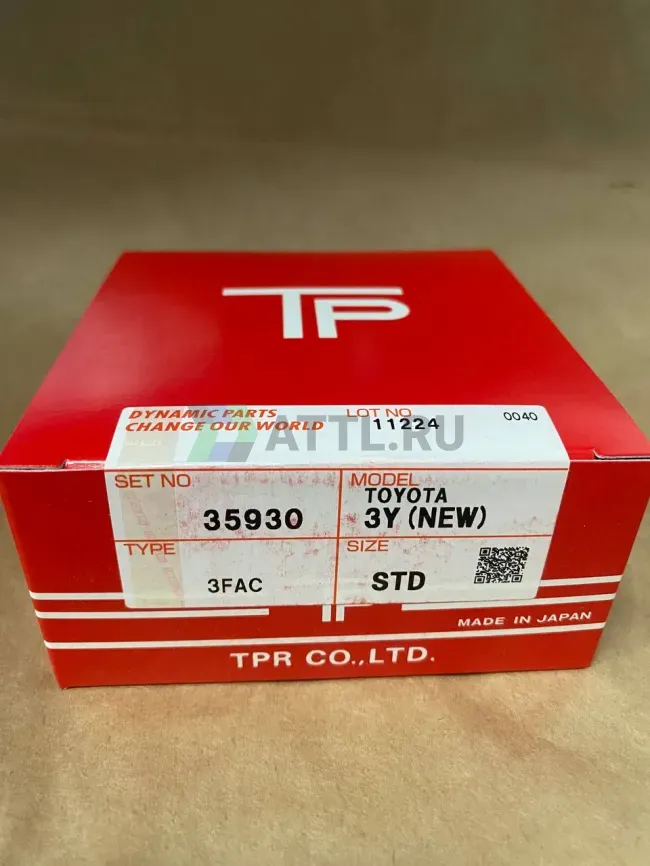 TP
DYNAMIC PARTS
CHANGE OUR WORLD
LOT NO
11224
0040
ATTL.RU
SET NO.
35930
MODEL
TOYOTA
3Y (NEW)
TYPE
3FAC
SIZE
STD
MADE IN JAPAN
TPR CO.,LTD.